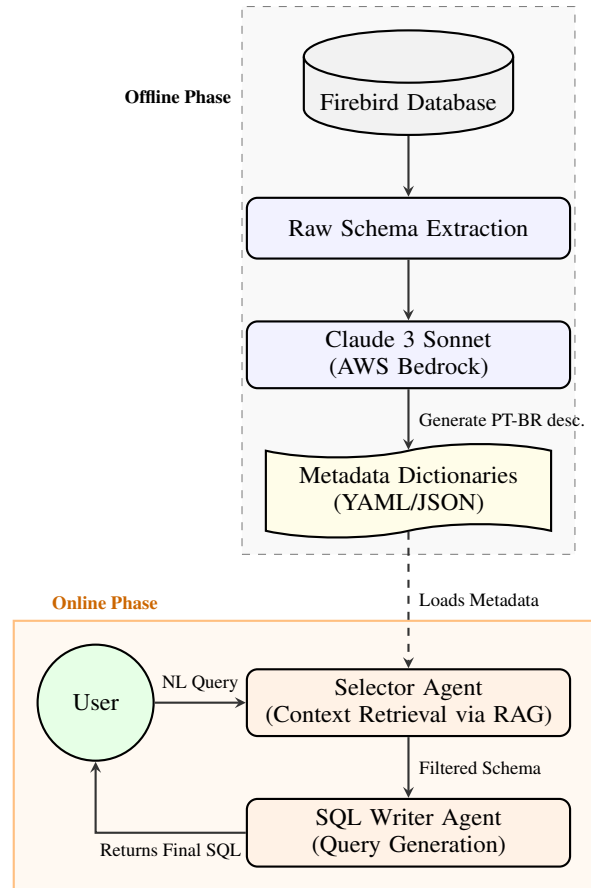 Offline Phase
Firebird Database
Raw Schema Extraction
Claude 3 Sonnet
(AWS Bedrock)
Generate PT-BR desc.
Metadata Dictionaries
(YAML/JSON)
Loads Metadata
Online Phase
User
NL Query
Selector Agent
(Context Retrieval via RAG)
Filtered Schema
SQL Writer Agent
(Query Generation)
Returns Final SQL